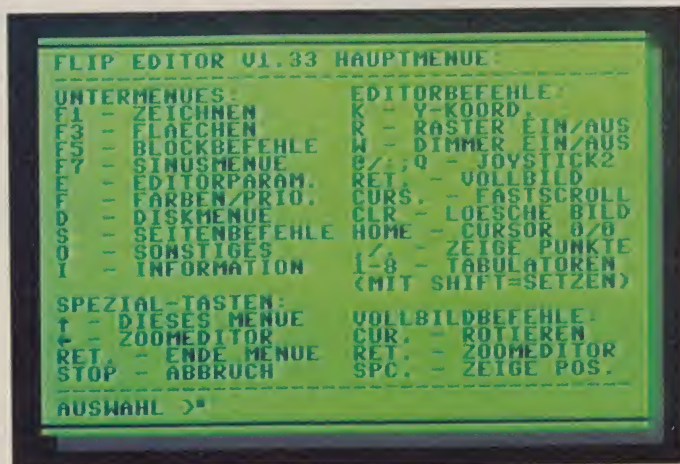 FLIP EDITOR V1.33 HAUPTMENUE:
UNTERMENUES:
F1 - ZEICHNEN
F3 - FLAECHEN
F5 - BLOCKBEFEHLE
F7 - SINUSMENUE
E - EDITORPARAM.
F - FARBEN/PRIO.
D - DISKMENUE
S - SEITENBEFEHLE
O - SONSTIGES
I - INFORMATION
SPEZIAL-TASTEN:
↑ - DIESES MENUE
← - ZOOMEDITOR
RET. - ENDE MENUE
STOP - ABBRUCH
EDITORBEFEHLE:
K - Y-KOORD.
R - RASTER EIN/AUS
W - DIMMER EIN/AUS
@/:;Q - JOYSTICK2
RET. - VOLLBILD
CURS. - FASTSCROLL
CLR - LOESCHE BILD
HOME - CURSOR 0/0
,/. - ZEIGE PUNKTE
1-8 - TABULATOREN
(MIT SHIFT=SETZEN)
VOLLBILDBEFEHLE:
CUR. - ROTIEREN
RET. - ZOOMEDITOR
SPC. - ZEIGE POS.
AUSWAHL >